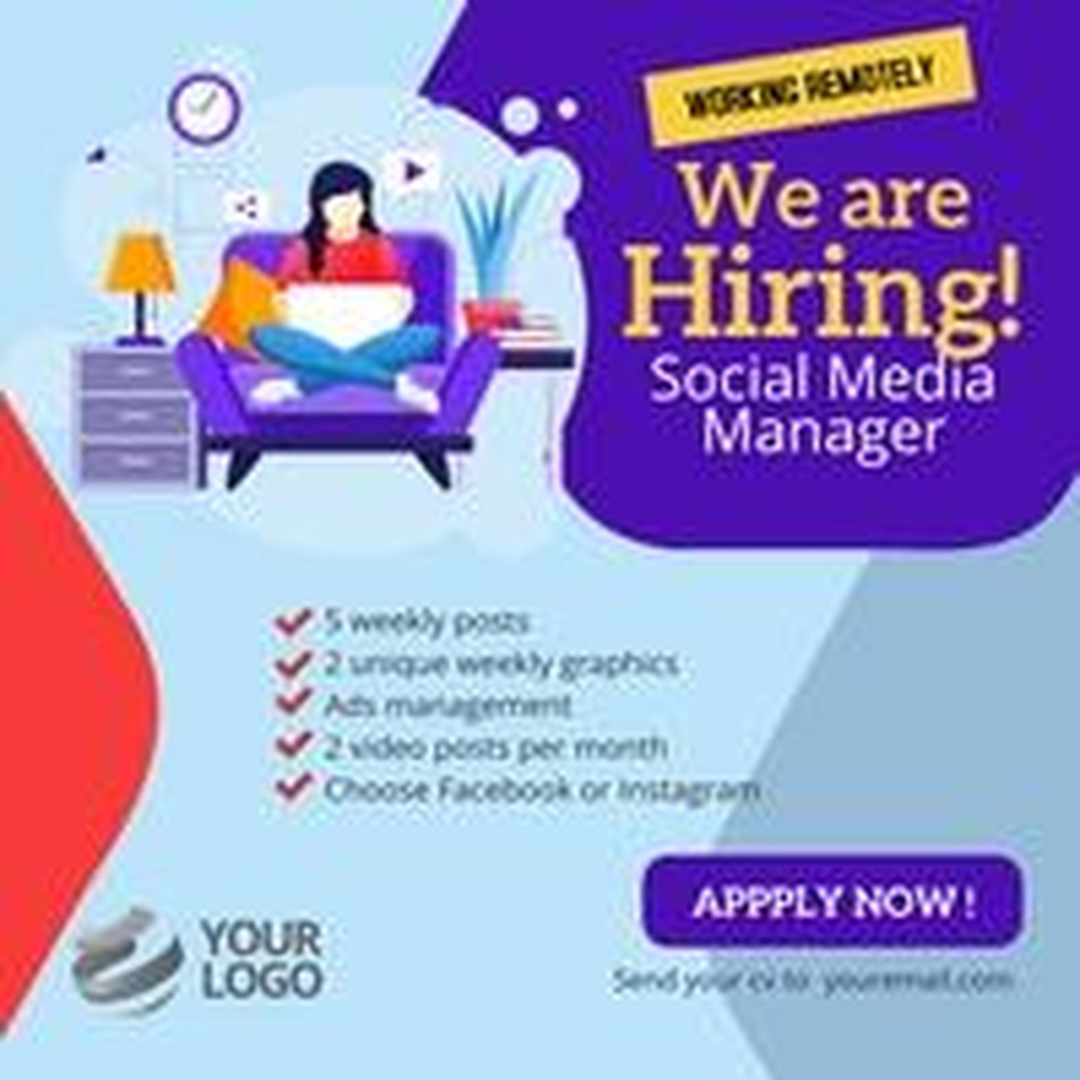 WORKING REMOTELY
We are
Hiring!
Social Media
Manager
5 weekly posts
2 unique weekly graphics
Ads management
2 video posts per month
Choose Facebook or Instagram
APPPLY NOW!
Send your cv to youremail.com
YOUR
LOGO